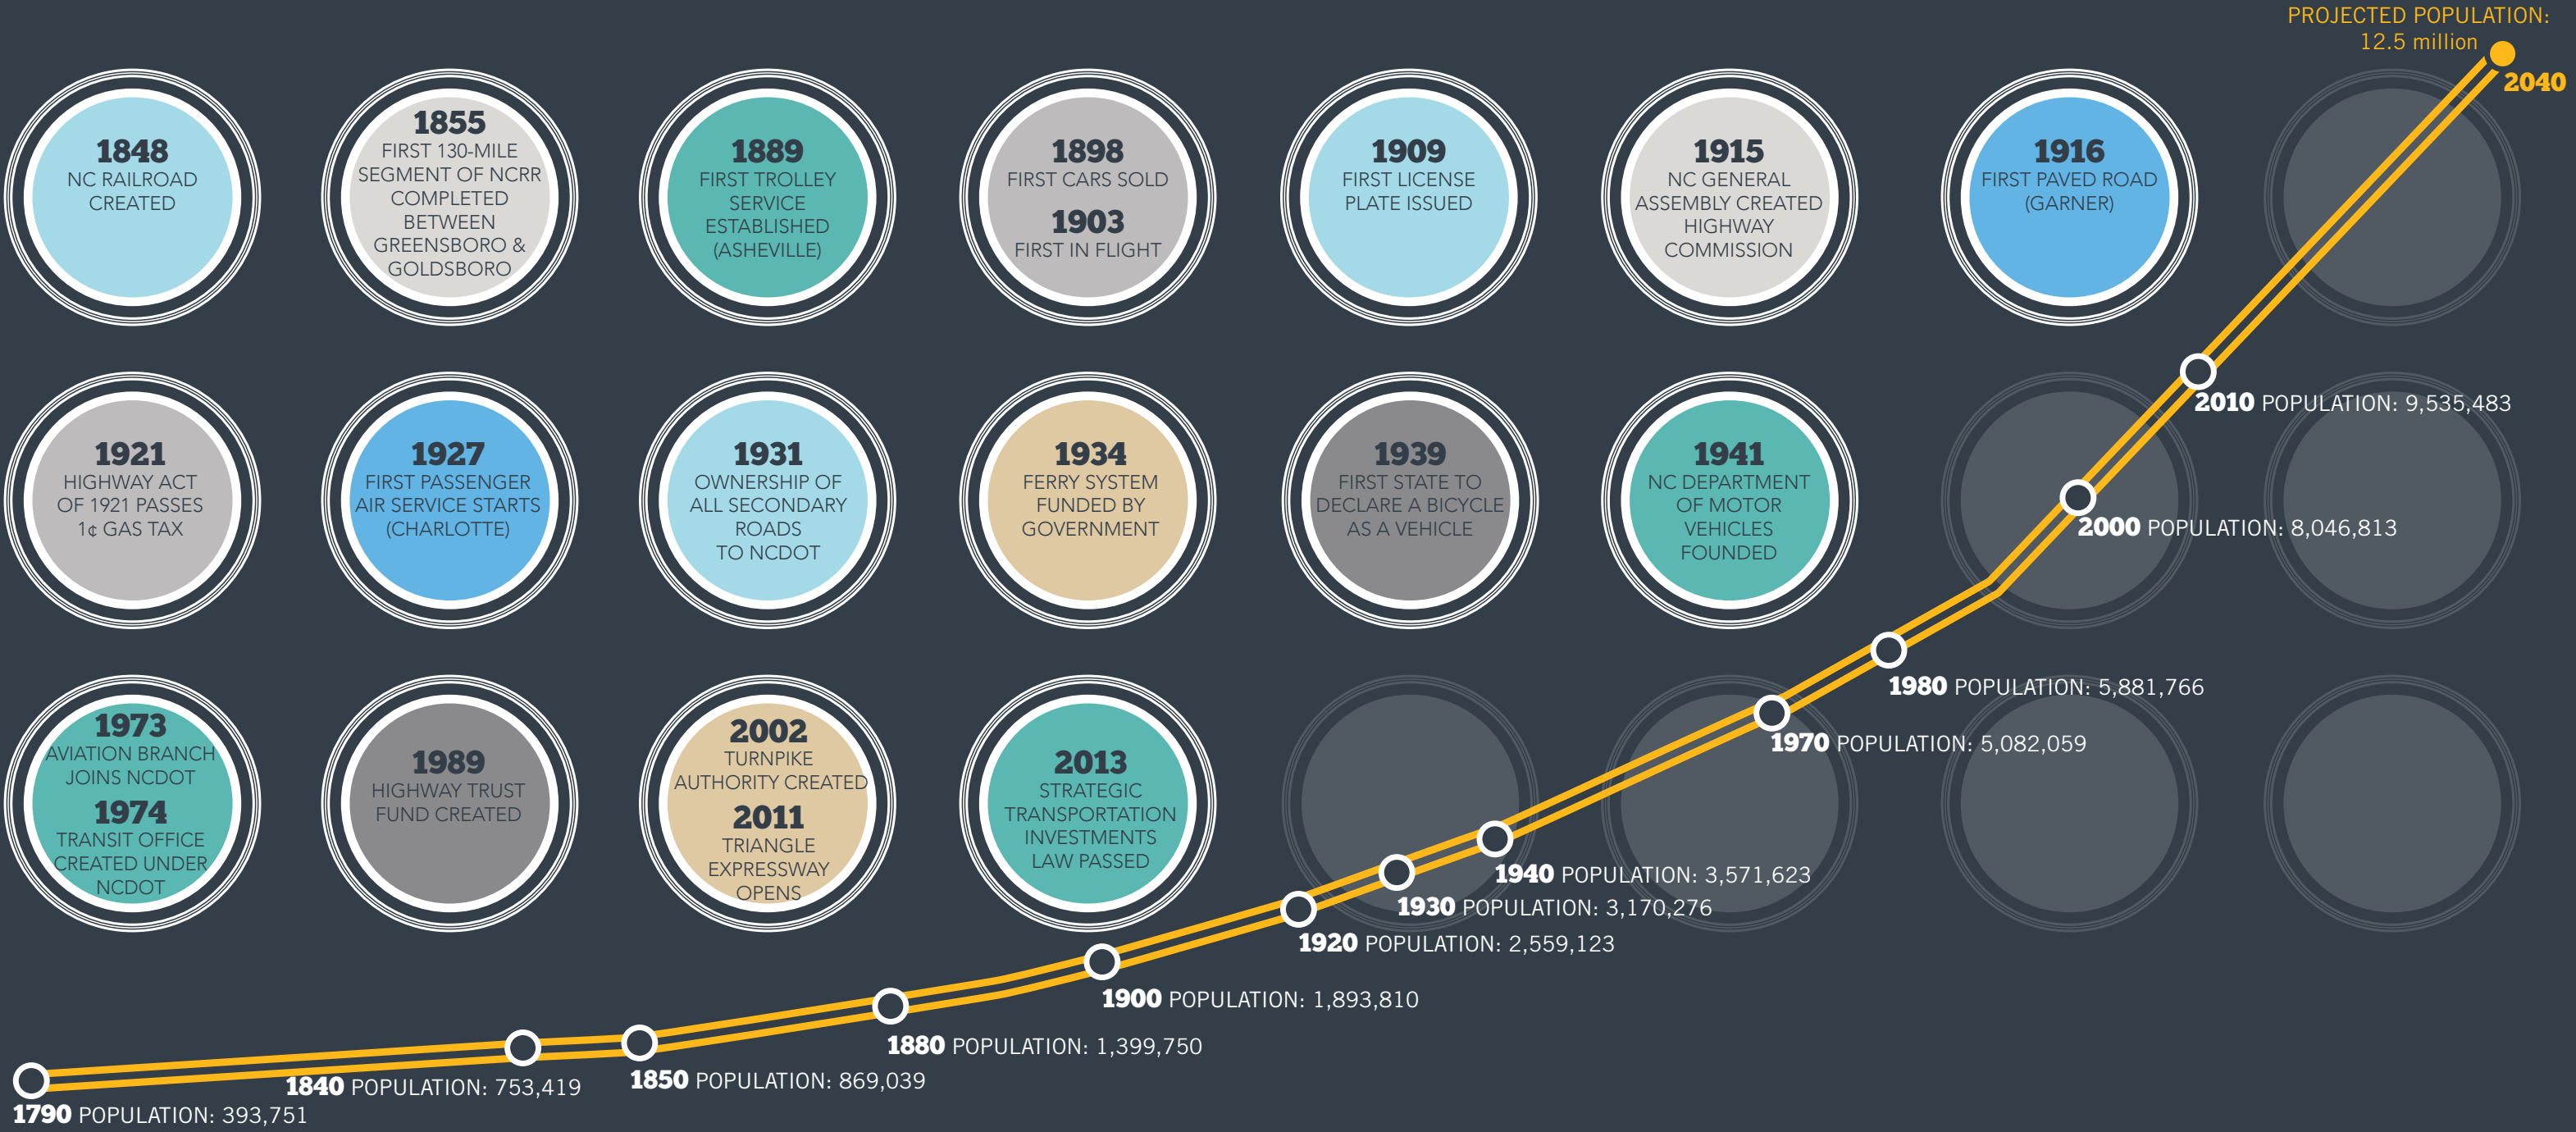 PROJECTED POPULATION:
12.5 million
2040
1848
NC RAILROAD
CREATED
1855
FIRST 130-MILE
SEGMENT OF NCRR
COMPLETED
BETWEEN
GREENSBORO &
GOLDSBORO
1889
FIRST TROLLEY
SERVICE
ESTABLISHED
(ASHEVILLE)
1898
FIRST CARS SOLD
1903
FIRST IN FLIGHT
1909
FIRST LICENSE
PLATE ISSUED
1915
NC GENERAL
ASSEMBLY CREATED
HIGHWAY
COMMISSION
1916
FIRST PAVED ROAD
(GARNER)
1921
HIGHWAY ACT
OF 1921 PASSES
1¢ GAS TAX
1927
FIRST PASSENGER
AIR SERVICE STARTS
(CHARLOTTE)
1931
OWNERSHIP OF
ALL SECONDARY
ROADS
TO NCDOT
1934
FERRY SYSTEM
FUNDED BY
GOVERNMENT
1939
FIRST STATE TO
DECLARE A BICYCLE
AS A VEHICLE
1941
NC DEPARTMENT
OF MOTOR
VEHICLES
FOUNDED
1973
AVIATION BRANCH
JOINS NCDOT
1974
TRANSIT OFFICE
CREATED UNDER
NCDOT
1989
HIGHWAY TRUST
FUND CREATED
2002
TURNPIKE
AUTHORITY CREATED
2011
TRIANGLE
EXPRESSWAY
OPENS
2013
STRATEGIC
TRANSPORTATION
INVESTMENTS
LAW PASSED
2010 POPULATION: 9,535,483
2000 POPULATION: 8,046,813
1980 POPULATION: 5,881,766
1970 POPULATION: 5,082,059
1940 POPULATION: 3,571,623
1930 POPULATION: 3,170,276
1920 POPULATION: 2,559,123
1900 POPULATION: 1,893,810
1880 POPULATION: 1,399,750
1850 POPULATION: 869,039
1840 POPULATION: 753,419
1790 POPULATION: 393,751